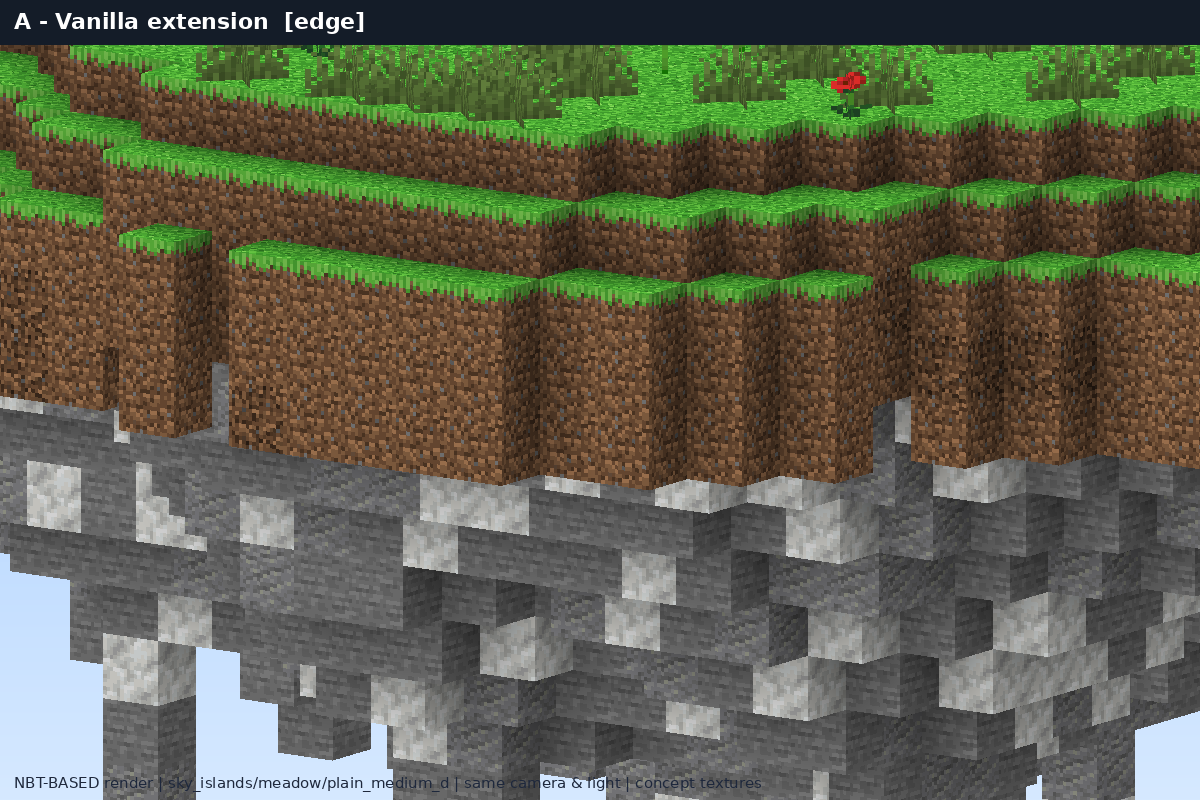 A - Vanilla extension  [edge]
NBT-BASED render | sky_islands/meadow/plain_medium_d | same camera & light | concept textures